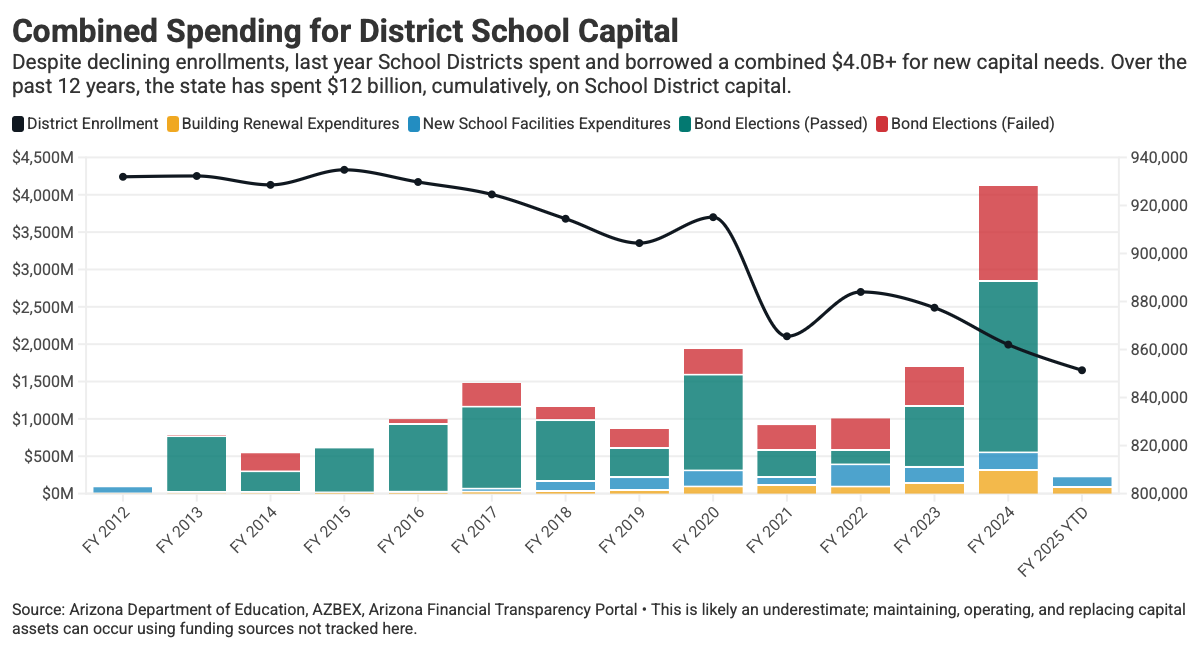 Combined Spending for District School Capital
Despite declining enrollments, last year School Districts spent and borrowed a combined $4.0B+ for new capital needs. Over the
past 12 years, the state has spent $12 billion, cumulatively, on School District capital.
District Enrollment Building Renewal Expenditures New School Facilities Expenditures Bond Elections (Passed) Bond Elections (Failed)
$4,500M 940,000
$4,000M 920,000
$3,500M 900,000
$3,000M 880,000
$2,500M 860,000
$2,000M 840,000
$1,500M 820,000
$1,000M 800,000
$500M
$0M
FY 2012 FY 2013 FY 2014 FY 2015 FY 2016 FY 2017 FY 2018 FY 2019 FY 2020 FY 2021 FY 2022 FY 2023 FY 2024 FY 2025 YTD
Source: Arizona Department of Education, AZBEX, Arizona Financial Transparency Portal • This is likely an underestimate; maintaining, operating, and replacing capital
assets can occur using funding sources not tracked here.